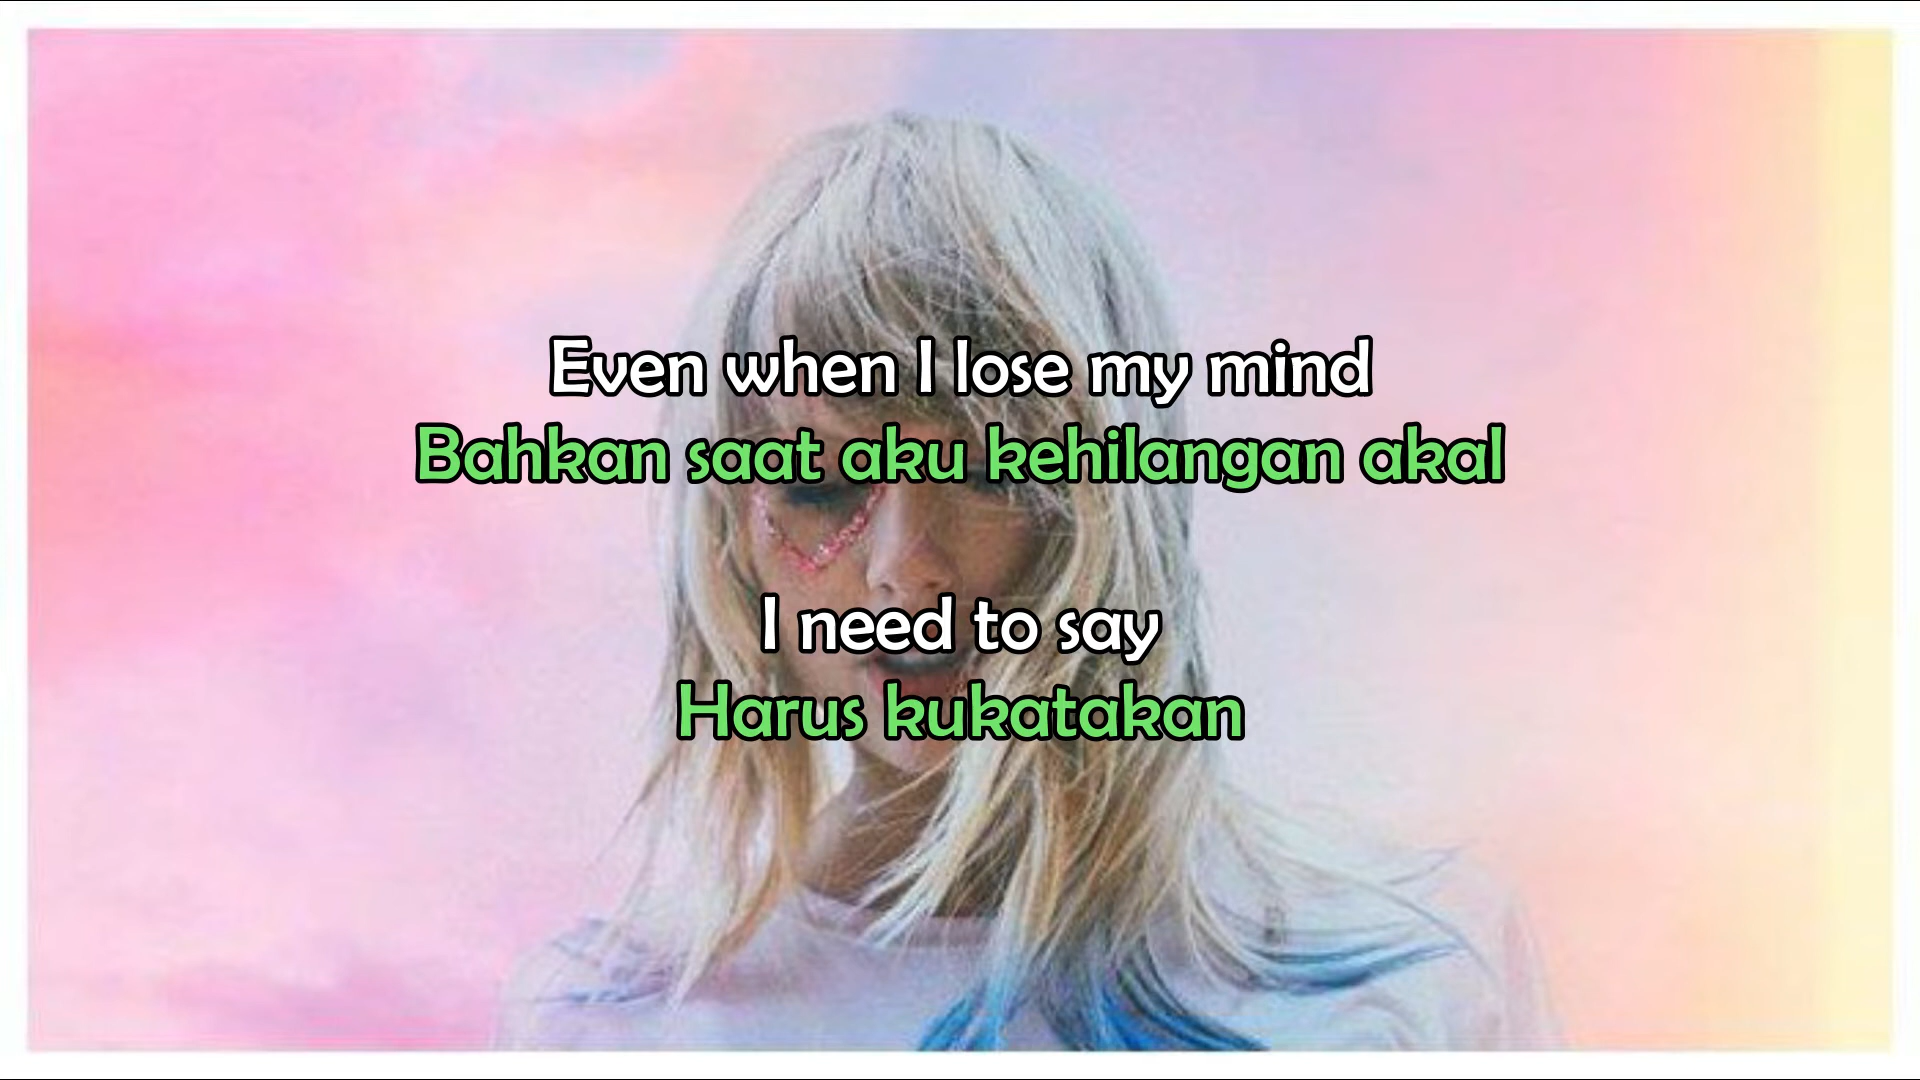 Even when I lose my mind
Bahkan saat aku kehilangan akal
I need to say
Harus kukatakan